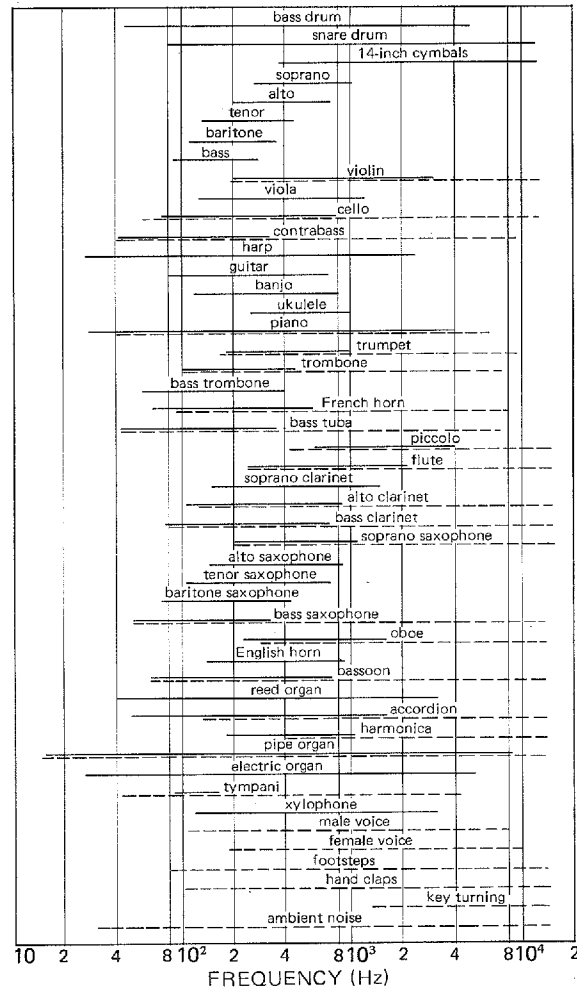 bass drum
snare drum
14-inch cymbals
soprano
alto
tenor
baritone
bass
violin
viola
cello
contrabass
harp
guitar
banjo
ukulele
piano
trumpet
trombone
bass trombone
French horn
bass tuba
piccolo
flute
soprano clarinet
alto clarinet
bass clarinet
soprano saxophone
alto saxophone
tenor saxophone
baritone saxophone
bass saxophone
oboe
English horn
bassoon
reed organ
accordion
harmonica
pipe organ
electric organ
tympani
xylophone
male voice
female voice
footsteps
hand claps
key turning
ambient noise
10 2 4 8 10² 2 4 8 10³ 2 4 8 10⁴ 2
FREQUENCY (Hz)